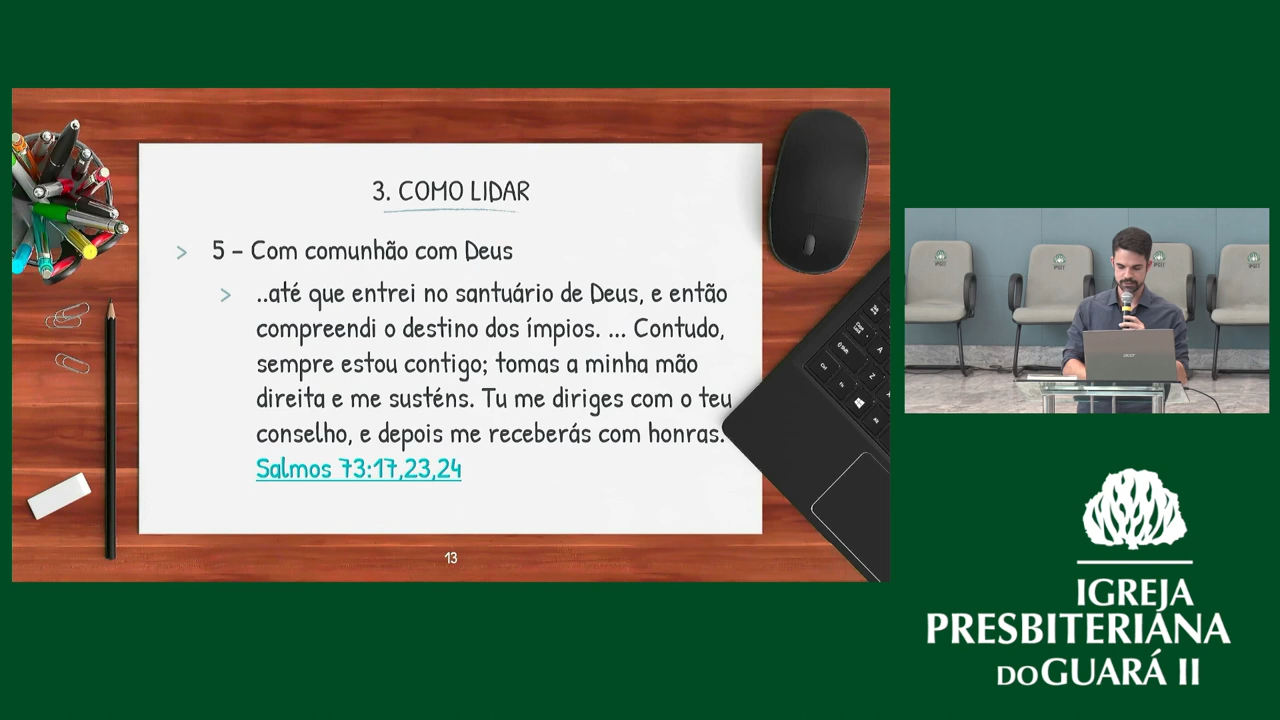 3. COMO LIDAR
5 – Com comunhão com Deus
..até que entrei no santuário de Deus, e então
compreendi o destino dos ímpios. ... Contudo,
sempre estou contigo; tomas a minha mão
direita e me susténs. Tu me diriges com o teu
conselho, e depois me receberás com honras.
Salmos 73:17,23,24
13
acer
IGREJA
PRESBITERIANA
DO GUARÁ II